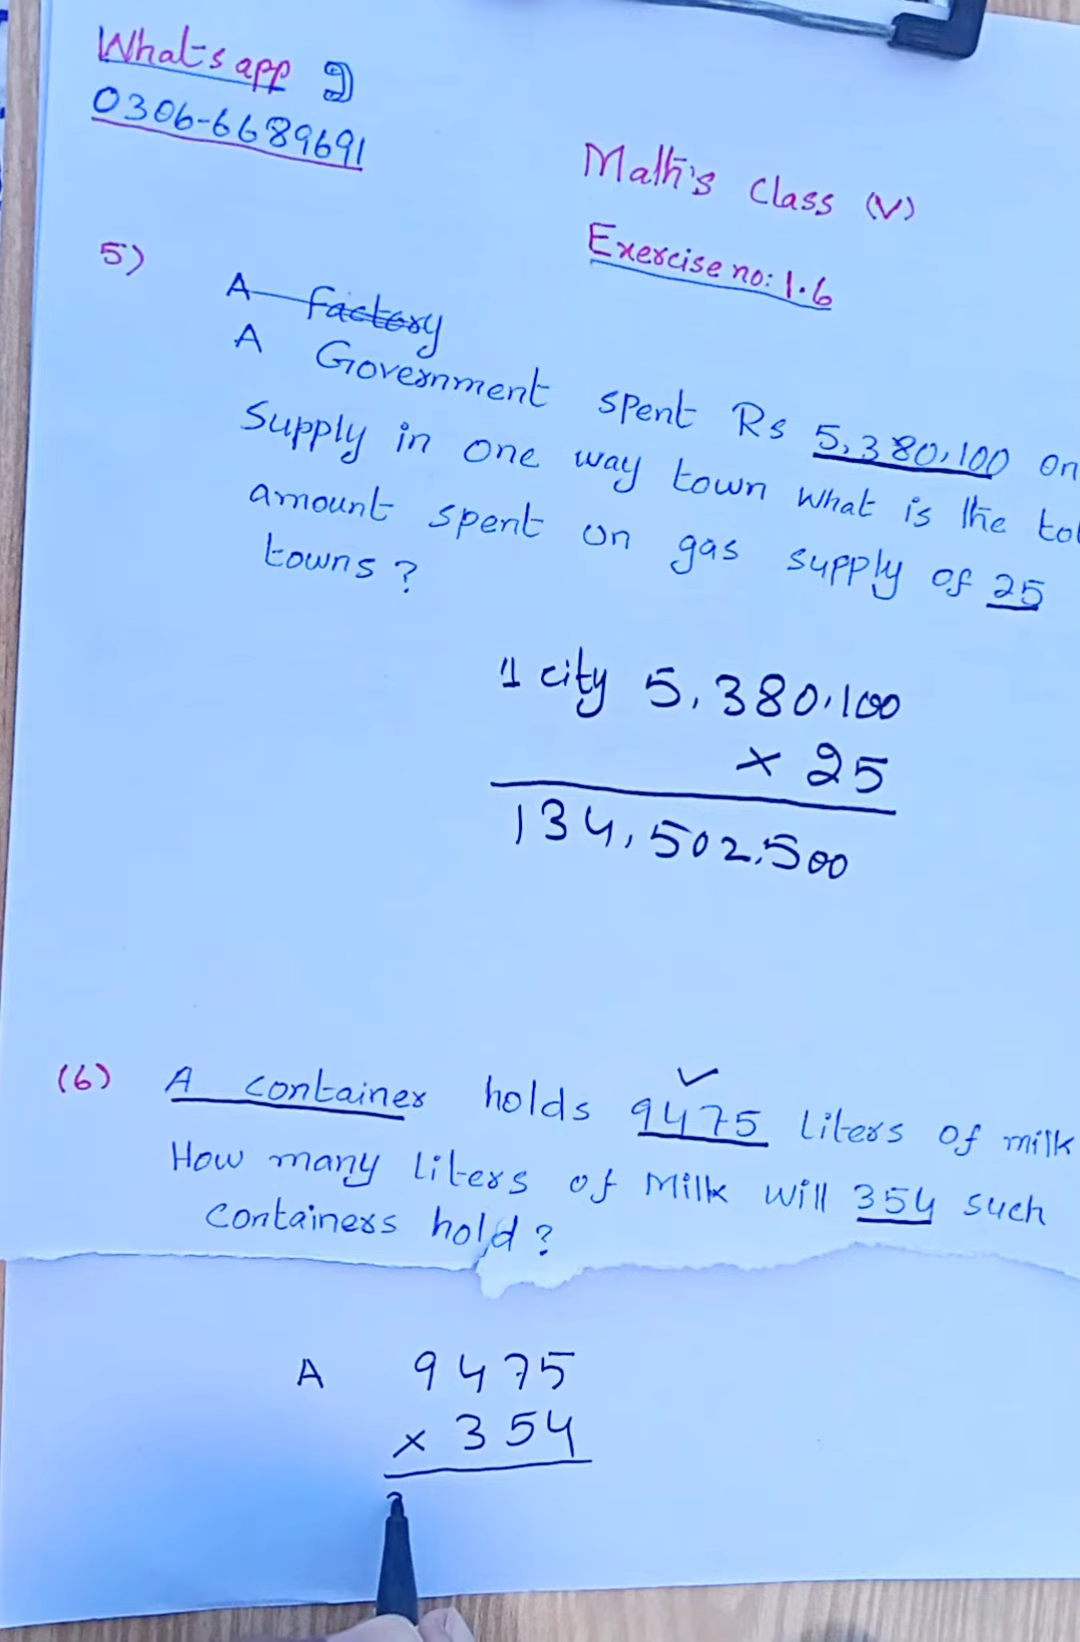 Whatsapp
0306-6689691
Math's Class (V)
Exercise no: 1.6
5)
A factory
A Government spent Rs 5,380,100 on
Supply in one way town what is the
amount spent on gas supply of 25
towns?
1 city 5,380,100
× 25
134,502,500
(6) A container holds 9475 liters of milk
How many liters of Milk will 354 such
containers hold?
A 9475
× 354